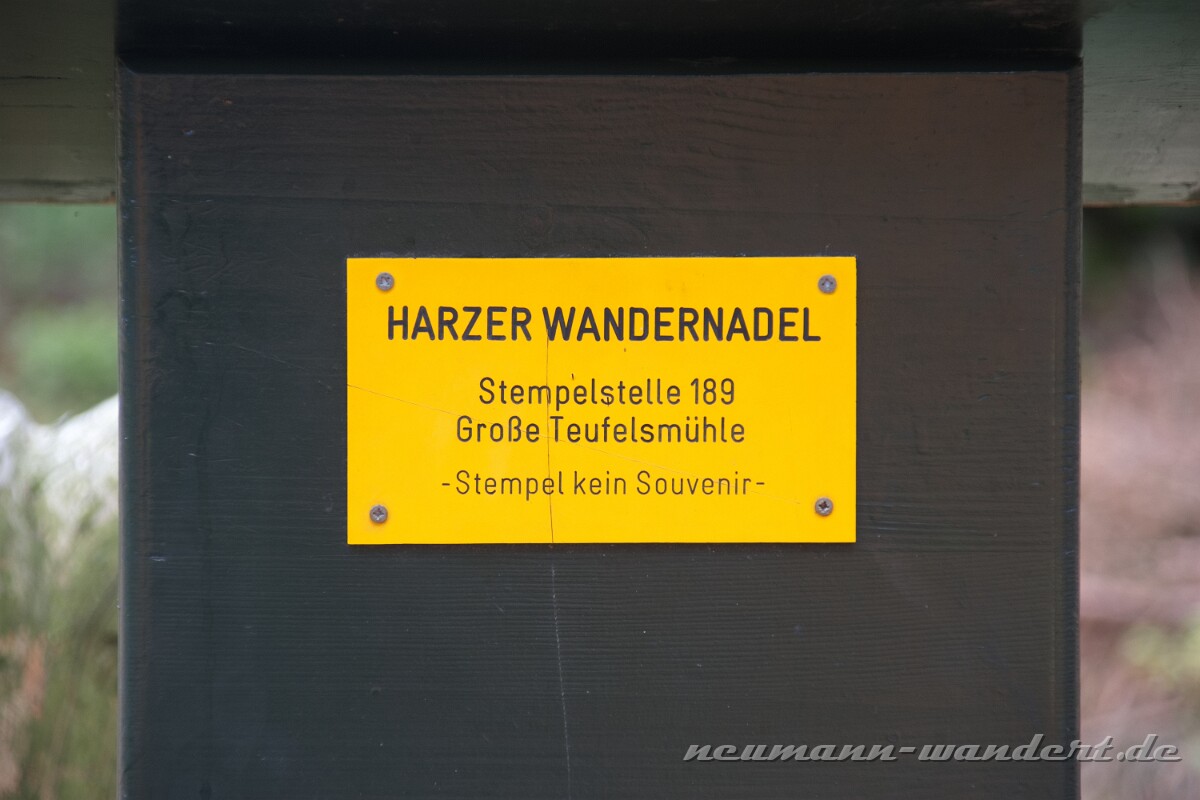 HARZER WANDERNADEL
Stempelstelle 189
Große Teufelsmühle
-Stempel kein Souvenir-
neumann-wandert.de